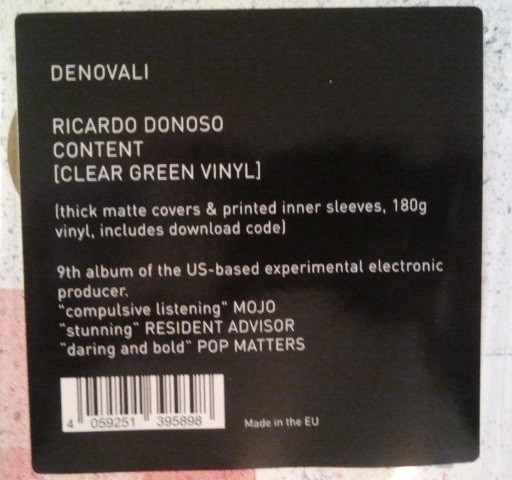 DENOVALI
RICARDO DONOSO
CONTENT
[CLEAR GREEN VINYL]
(thick matte covers & printed inner sleeves, 180g
vinyl, includes download code)
9th album of the US-based experimental electronic
producer.
"compulsive listening" MOJO
"stunning" RESIDENT ADVISOR
"daring and bold" POP MATTERS
4 059251 395898
Made in the EU